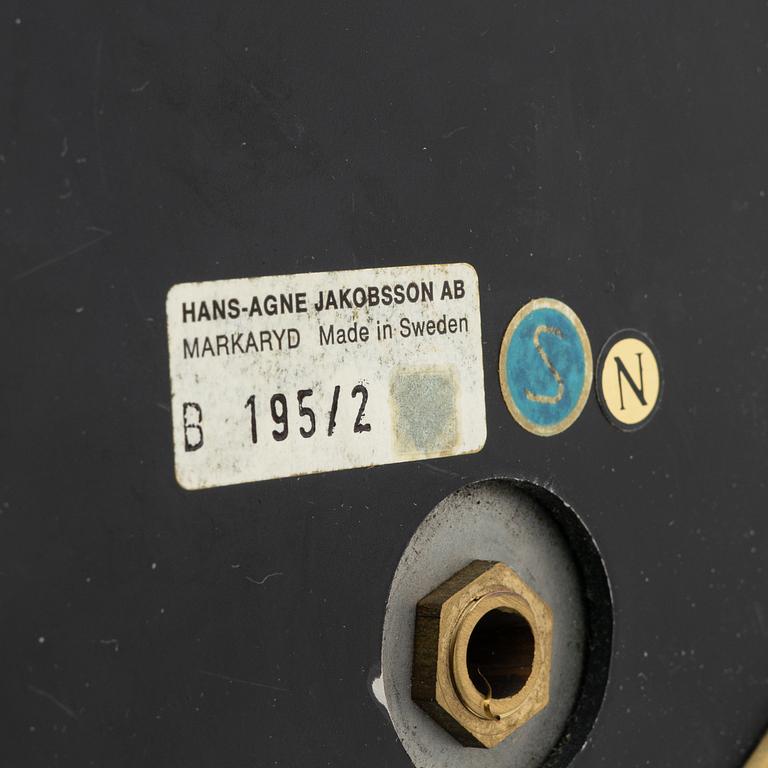 HANS-AGNE JAKOBSSON AB
MARKARYD Made in Sweden
B 195/2
S
N